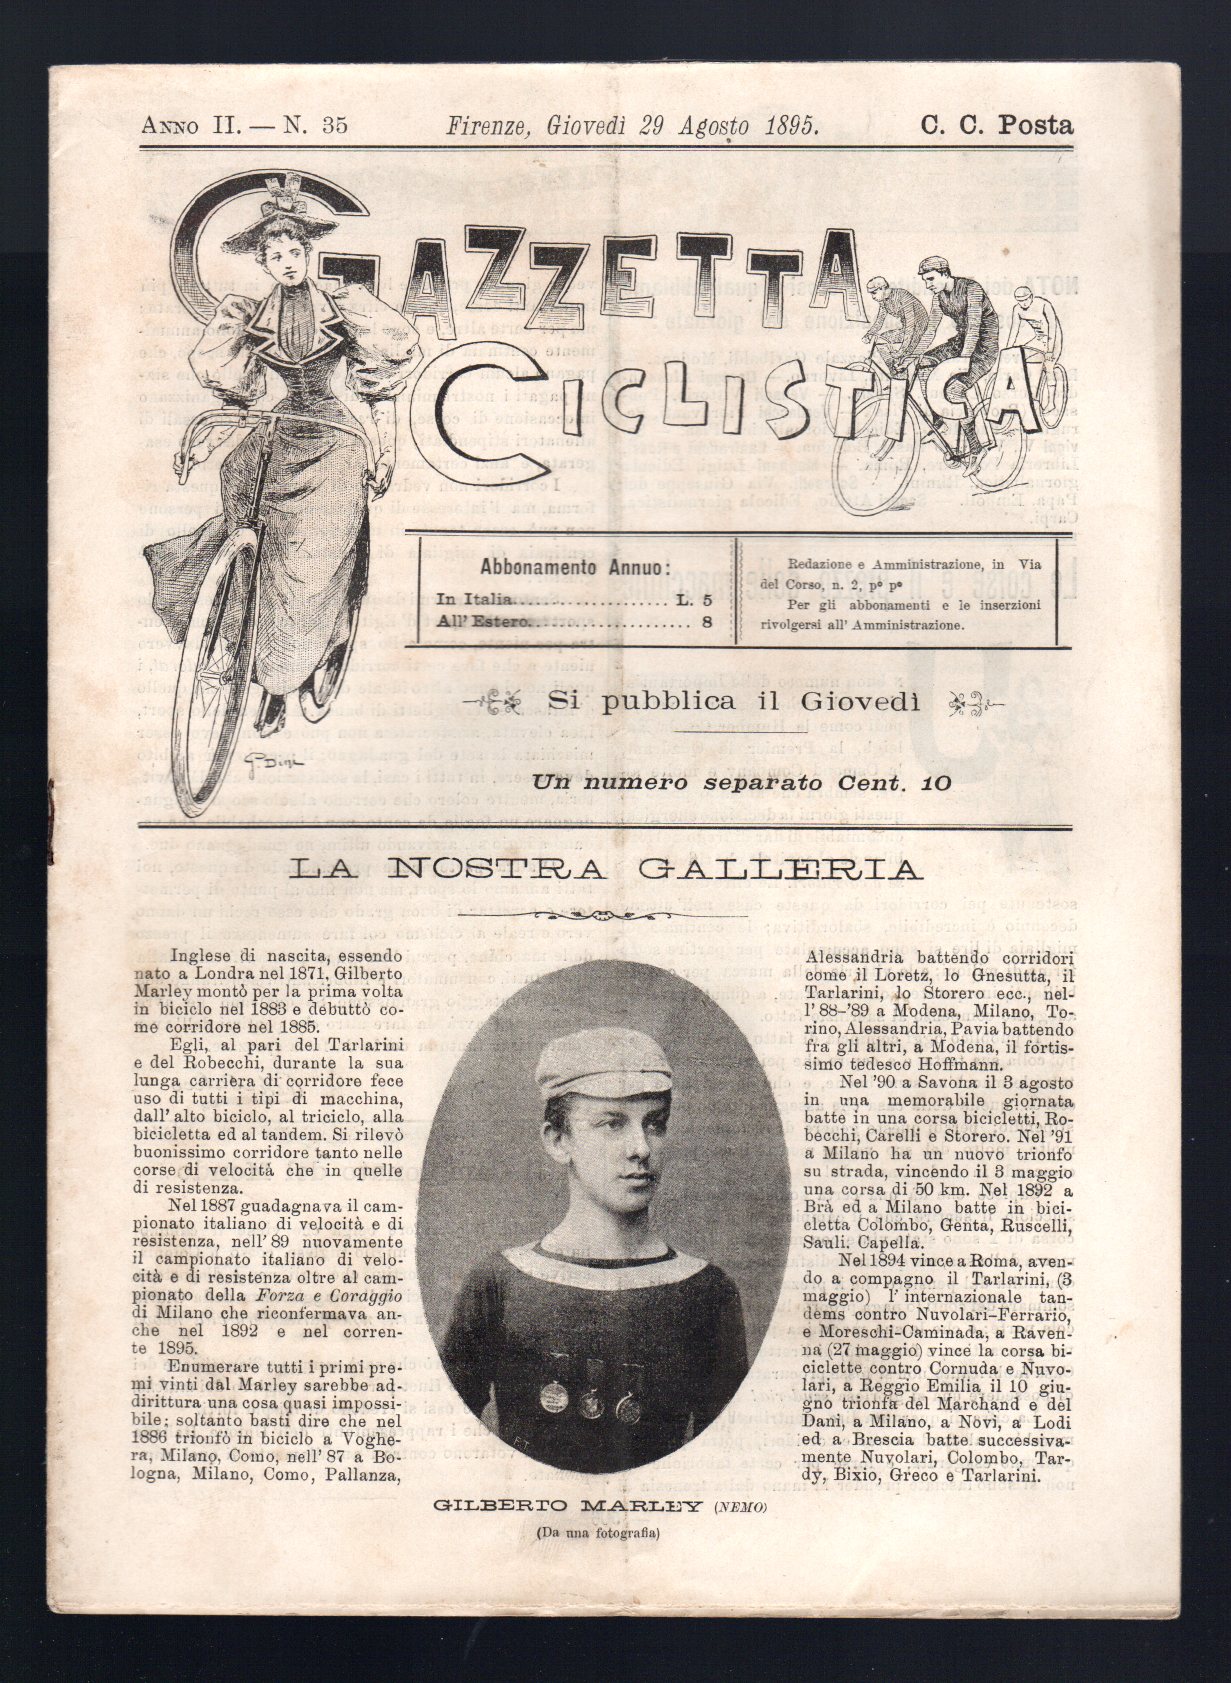 ANNO II. — N. 35
Firenze, Giovedì 29 Agosto 1895.
C. C. Posta
GAZZETTA
CICLISTICA
Abbonamento Annuo:
In Italia........................ L. 5
All' Estero........................ 8
Redazione e Amministrazione, in Via
del Corso, n. 2, pº pº
Per gli abbonamenti e le inserzioni
rivolgersi all' Amministrazione.
Si pubblica il Giovedì
G. Dini
Un numero separato Cent. 10
LA NOSTRA GALLERIA
Inglese di nascita, essendo
nato a Londra nel 1871, Gilberto
Marley montò per la prima volta
in biciclo nel 1883 e debuttò co-
me corridore nel 1885.
Egli, al pari del Tarlarini
e del Robecchi, durante la sua
lunga carrièra di corridore fece
uso di tutti i tipi di macchina,
dall' alto biciclo, al triciclo, alla
bicicletta ed al tandem. Si rilevò
buonissimo corridore tanto nelle
corse di velocità che in quelle
di resistenza.
Nel 1887 guadagnava il cam-
pionato italiano di velocità e di
resistenza, nell' 89 nuovamente
il campionato italiano di velo-
cità e di resistenza oltre al cam-
pionato della Forza e Coraggio
di Milano che riconfermava an-
che nel 1892 e nel corren-
te 1895.
Enumerare tutti i primi pre-
mi vinti dal Marley sarebbe ad-
dirittura una cosa quasi impossi-
bile; soltanto basti dire che nel
1886 trionfò in biciclo a Voghe-
ra, Milano, Como, nell' 87 a Bo-
logna, Milano, Como, Pallanza,
F.T.
GILBERTO MARLEY (NEMO)
(Da una fotografia)
Alessandria battendo corridori
come il Loretz, lo Gnesutta, il
Tarlarini, lo Storero ecc., nel-
l' 88-'89 a Modena, Milano, To-
rino, Alessandria, Pavia battendo
fra gli altri, a Modena, il fortis-
simo tedesco Hoffmann.
Nel '90 a Savona il 3 agosto
in una memorabile giornata
batte in una corsa bicicletti, Ro-
becchi, Carelli e Storero. Nel '91
a Milano ha un nuovo trionfo
su strada, vincendo il 3 maggio
una corsa di 50 km. Nel 1892 a
Brà ed a Milano batte in bici-
cletta Colombo, Genta, Ruscelli,
Sauli. Capella.
Nel 1894 vince a Roma, aven-
do a compagno il Tarlarini, (3
maggio) l' internazionale tan-
dems contro Nuvolari-Ferrario,
e Moreschi-Caminada, a Raven-
na (27 maggio) vince la corsa bi-
ciclette contro Cornuda e Nuvo-
lari, a Reggio Emilia il 10 giu-
gno trionfa del Marchand e del
Dani, a Milano, a Novi, a Lodi
ed a Brescia batte successiva-
mente Nuvolari, Colombo, Tar-
dy, Bixio, Greco e Tarlarini.